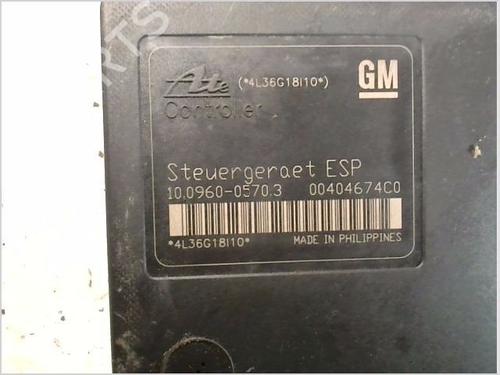 Ate (*4L36G18I10*) GM
Controller
Steuergeraet ESP
10.0960-0570.3 00404674C0
*4L36G18I10* MADE IN PHILIPPINES